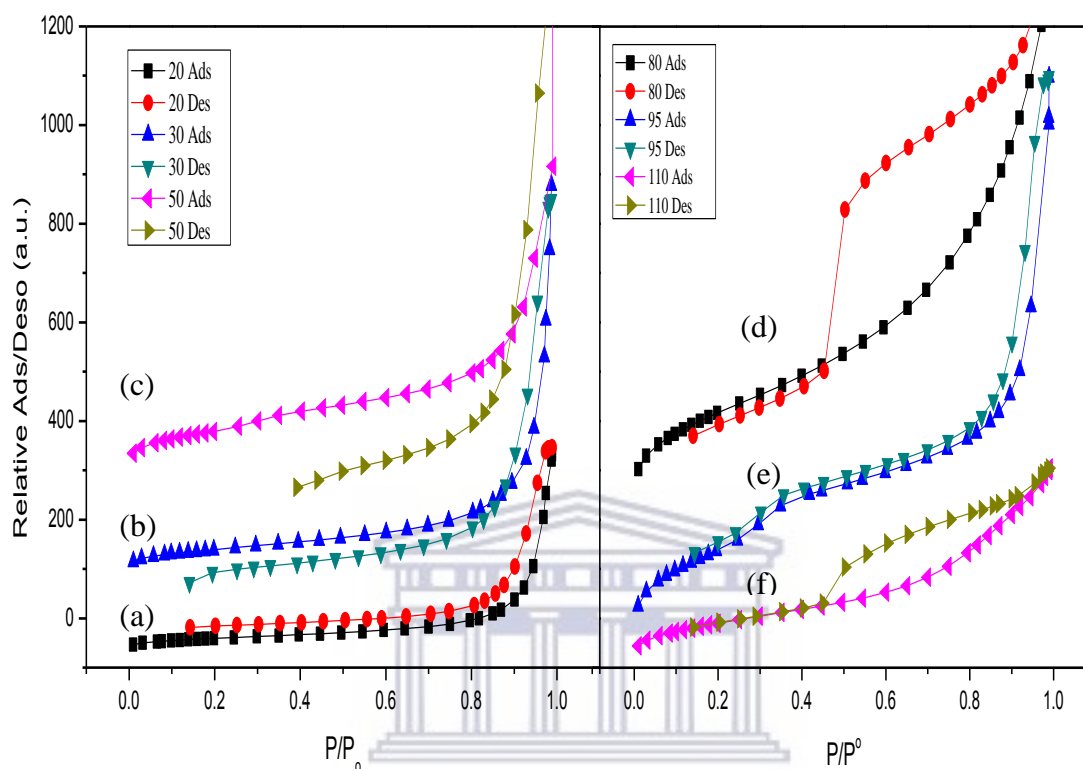 1200
1000
800
600
400
200
0
Relative Ads/Deso (a.u.)
20 Ads
20 Des
30 Ads
30 Des
50 Ads
50 Des
(c)
(b)
(a)
0.0 0.2 0.4 0.6 0.8 1.0
P/Po
80 Ads
80 Des
95 Ads
95 Des
110 Ads
110 Des
(d)
(e)
(f)
0.0 0.2 0.4 0.6 0.8 1.0
P/Po